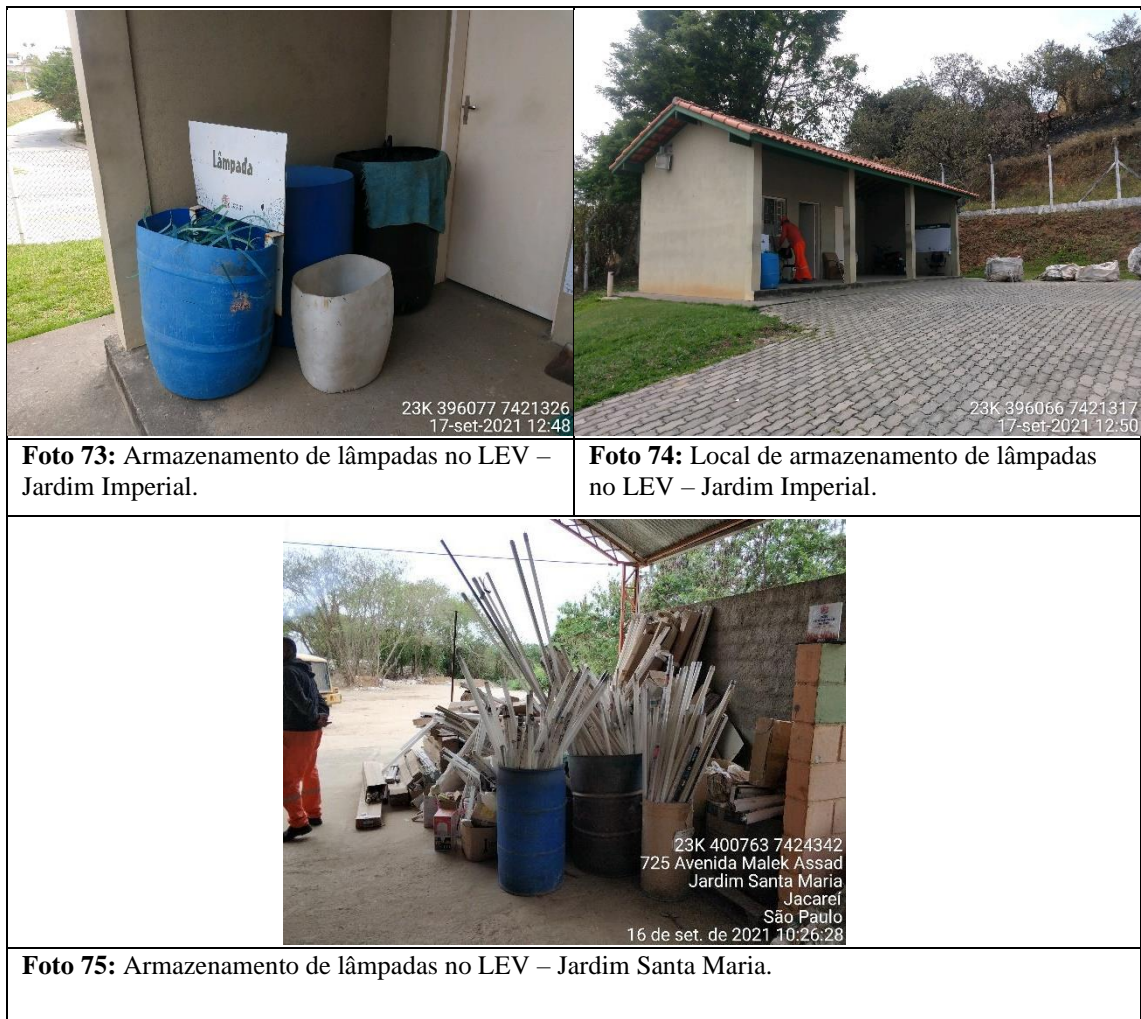 Lâmpada
23K 396077 7421326
17-set-2021 12:48
23K 396066 7421317
17-set-2021 12:50
Foto 73: Armazenamento de lâmpadas no LEV –
Jardim Imperial.
Foto 74: Local de armazenamento de lâmpadas
no LEV – Jardim Imperial.
23K 400763 7424342
725 Avenida Malek Assad
Jardim Santa Maria
Jacareí
São Paulo
16 de set. de 2021 10:26:28
Foto 75: Armazenamento de lâmpadas no LEV – Jardim Santa Maria.